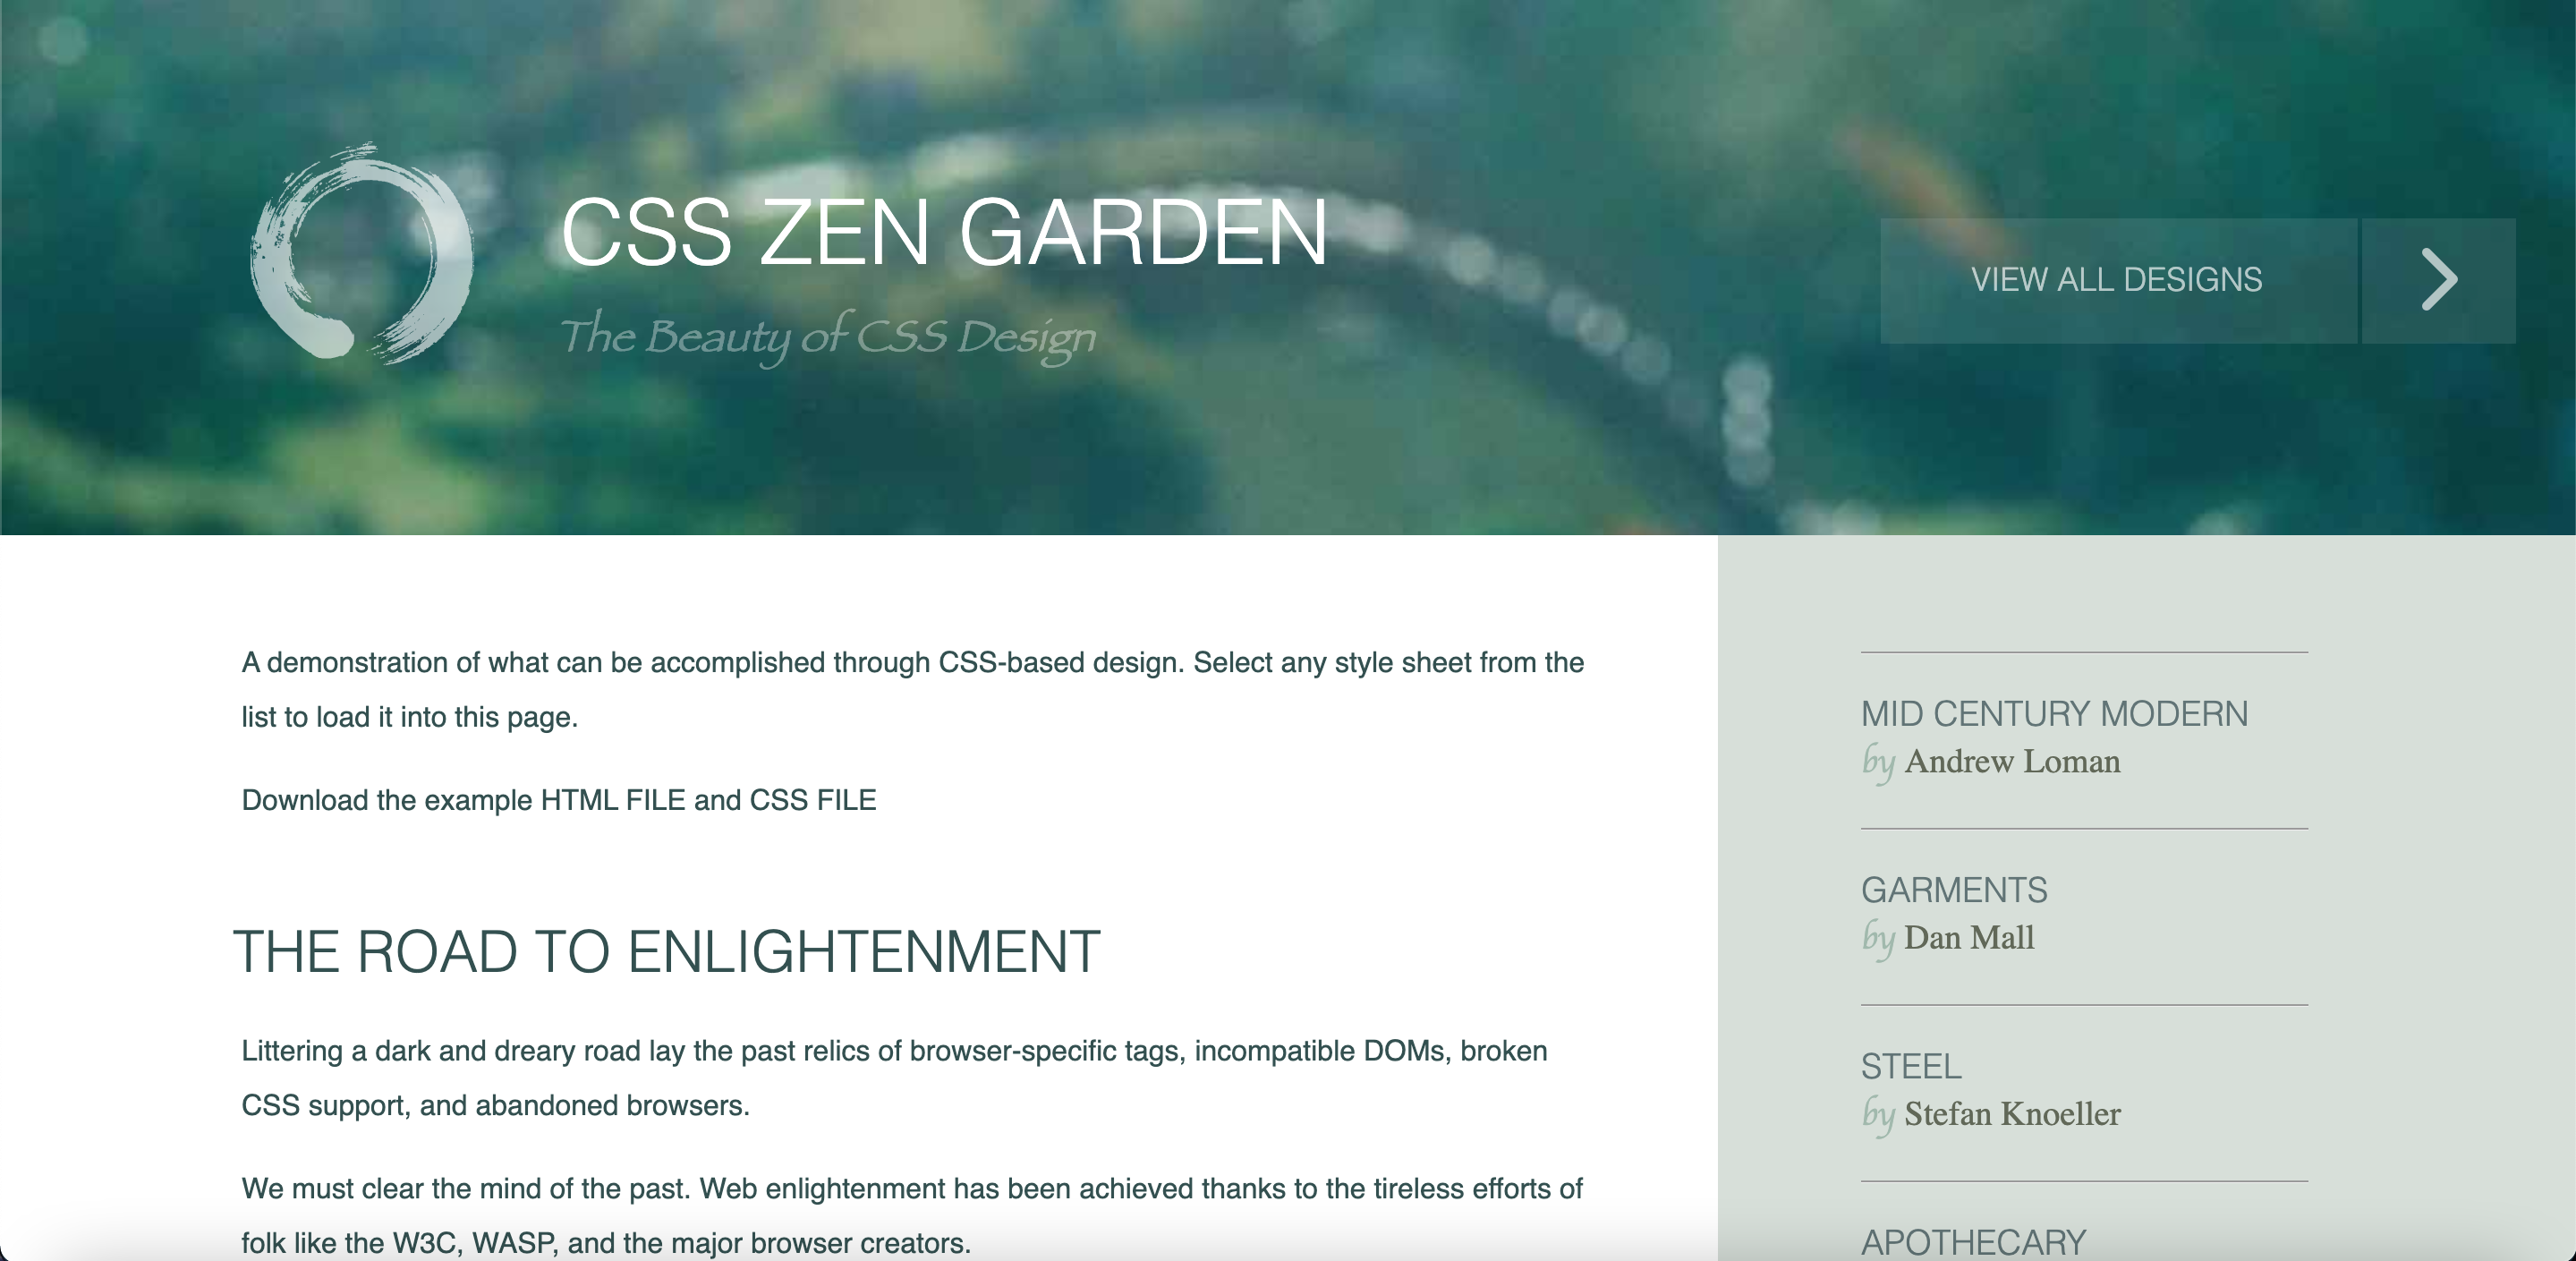 CSS ZEN GARDEN
The Beauty of CSS Design
VIEW ALL DESIGNS
A demonstration of what can be accomplished through CSS-based design. Select any style sheet from the
list to load it into this page.
Download the example HTML FILE and CSS FILE
THE ROAD TO ENLIGHTENMENT
Littering a dark and dreary road lay the past relics of browser-specific tags, incompatible DOMs, broken
CSS support, and abandoned browsers.
We must clear the mind of the past. Web enlightenment has been achieved thanks to the tireless efforts of
folk like the W3C, WASP, and the major browser creators.
MID CENTURY MODERN
by Andrew Loman
GARMENTS
by Dan Mall
STEEL
by Stefan Knoeller
APOTHECARY